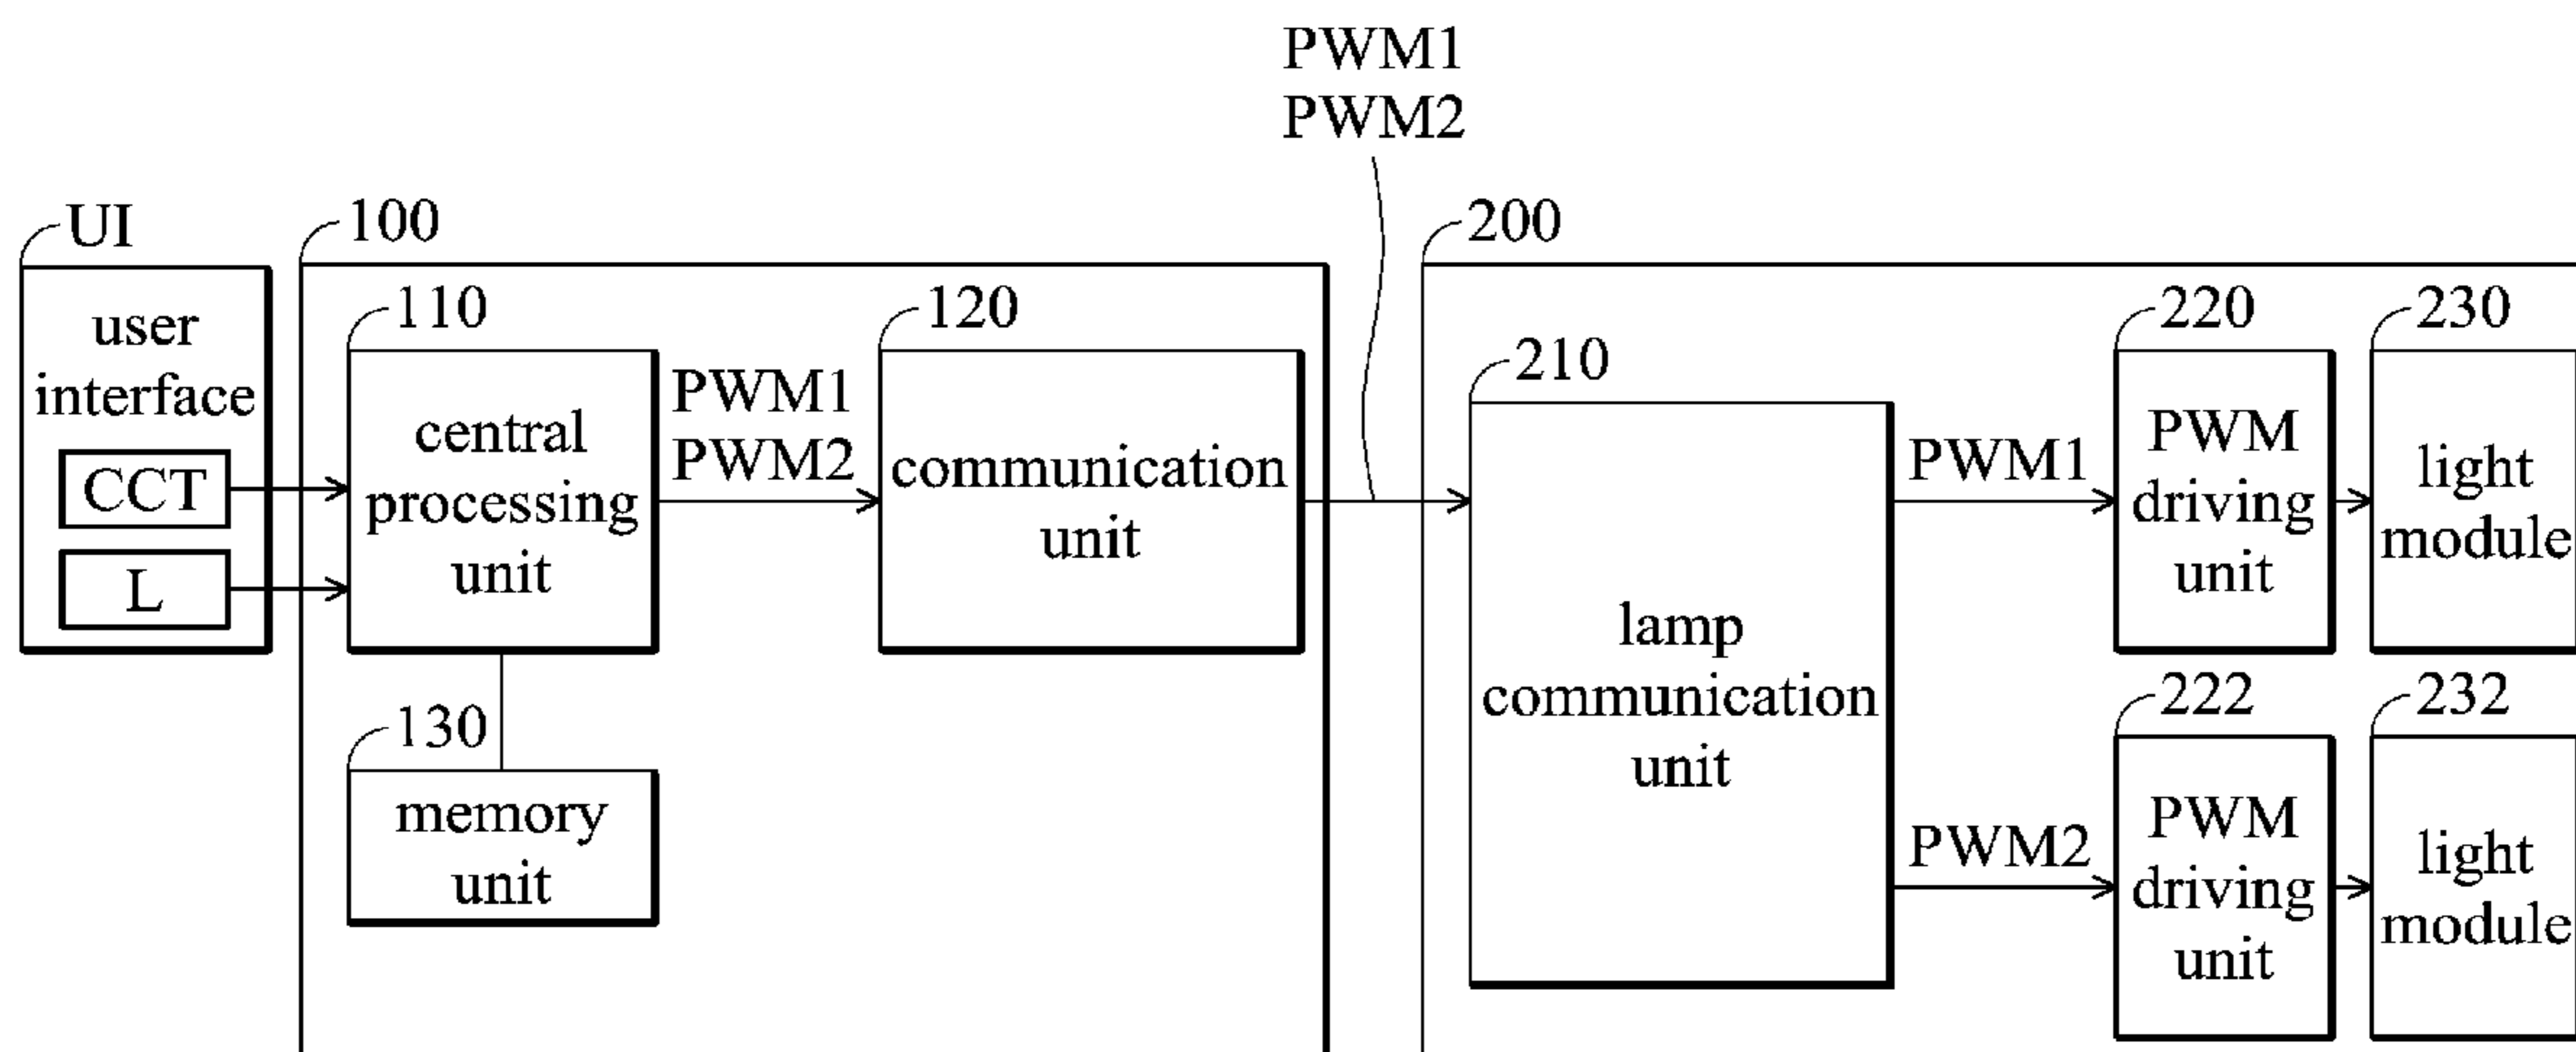 PWM1
PWM2
UI
100
200
user
interface
CCT
L
110
central
processing
unit
PWM1
PWM2
120
communication
unit
130
memory
unit
210
lamp
communication
unit
PWM1
PWM2
220
PWM
driving
unit
230
light
module
222
PWM
driving
unit
232
light
module